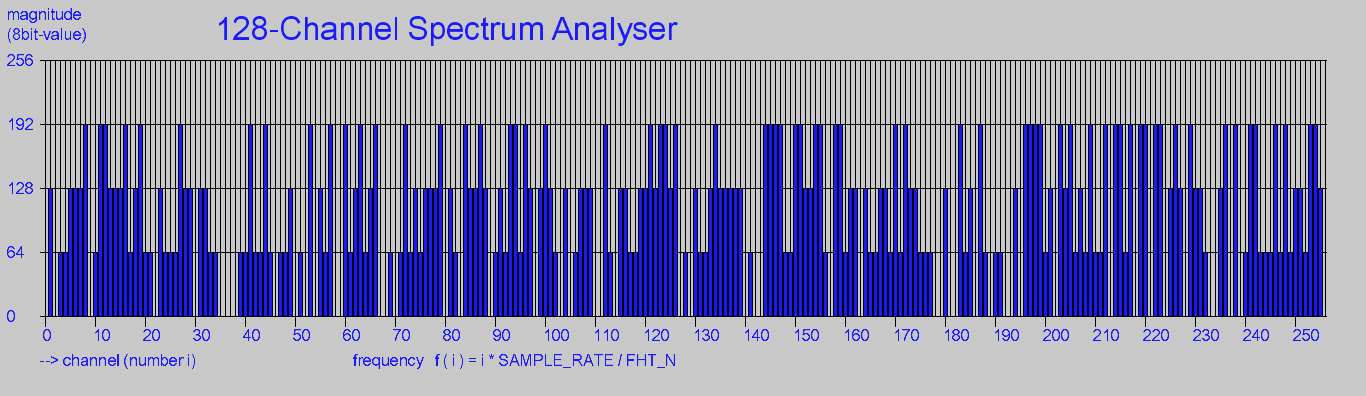 magnitude
(8bit-value)
128-Channel Spectrum Analyser
256
192
128
64
0
0 10 20 30 40 50 60 70 80 90 100 110 120 130 140 150 160 170 180 190 200 210 220 230 240 250
--> channel (number i)
frequency f ( i ) = i * SAMPLE_RATE / FHT_N